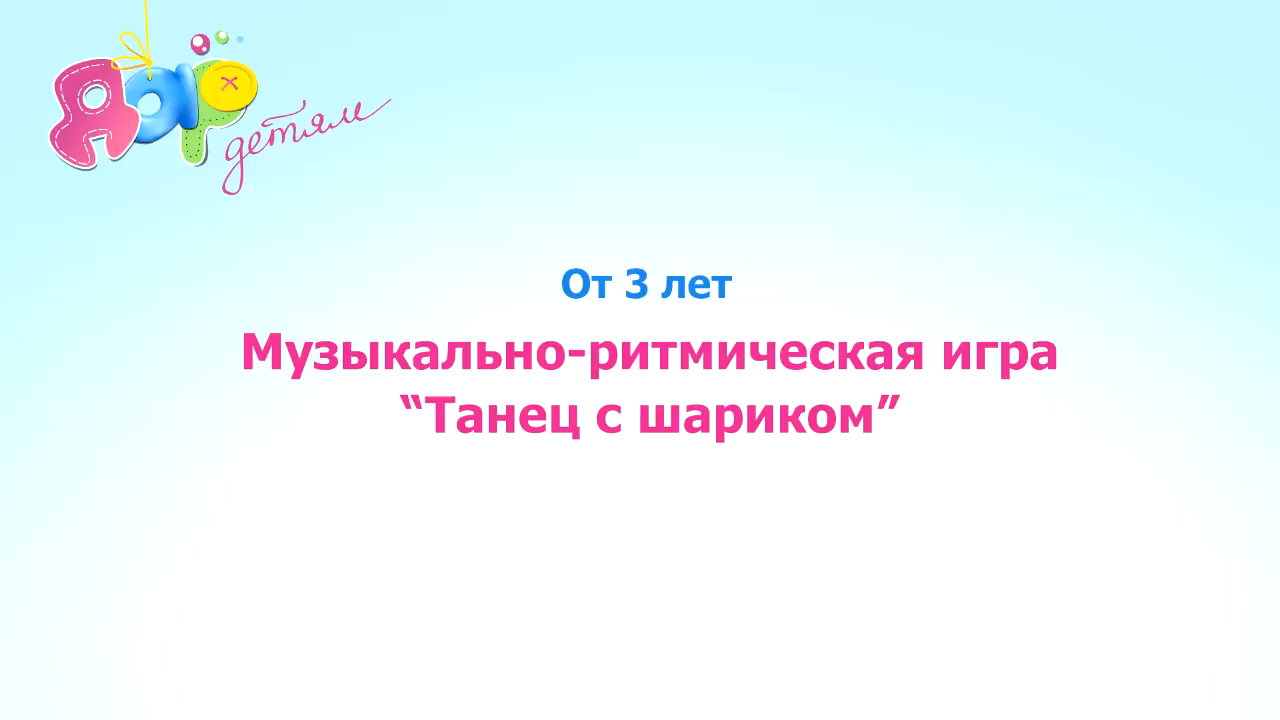 Дар
детям
От 3 лет
Музыкально-ритмическая игра
“Танец с шариком”